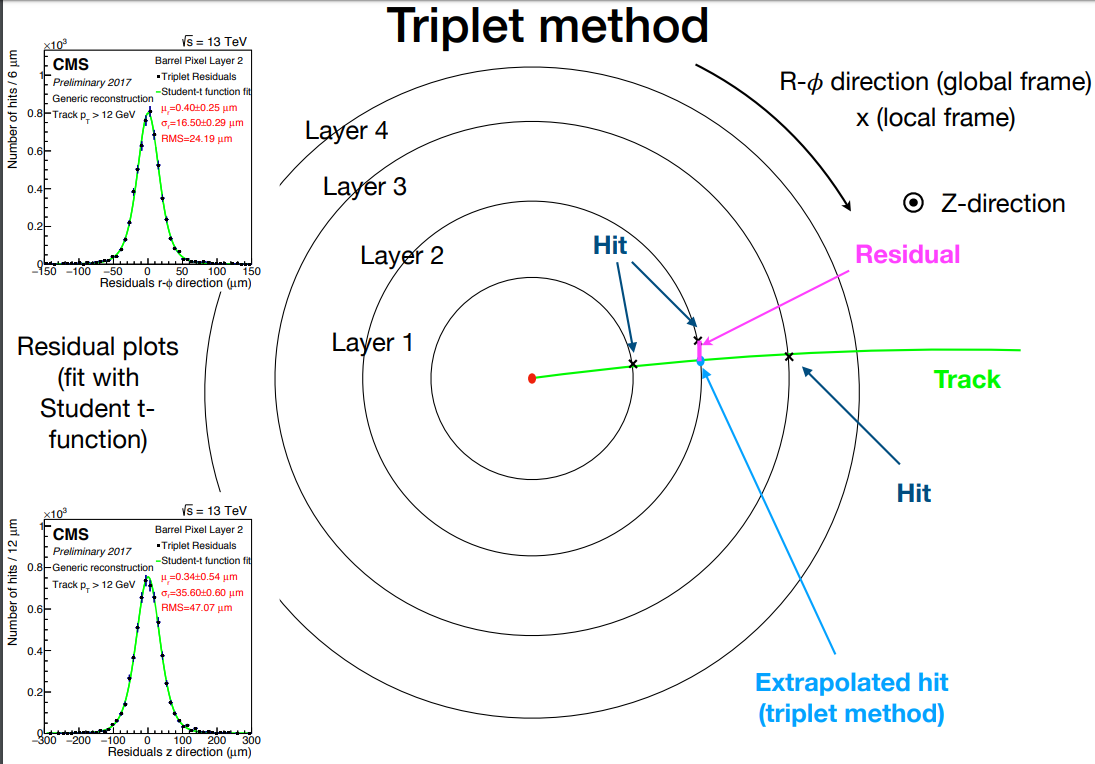 Triplet method
√s = 13 TeV
×10³
CMS
Preliminary 2017
Generic reconstruction
Track pT > 12 GeV
Barrel Pixel Layer 2
Triplet Residuals
Student-t function fit
μr=0.40±0.25 μm
σr=16.50±0.29 μm
RMS=24.19 μm
Number of hits / 6 μm
1
0.8
0.6
0.4
0.2
0
−150 −100 −50 0 50 100 150
Residuals r-ϕ direction (μm)
Layer 4
Layer 3
Layer 2
Layer 1
R-ϕ direction (global frame)
x (local frame)
Z-direction
Hit
Residual
Track
Hit
Extrapolated hit
(triplet method)
Residual plots
(fit with
Student t-
function)
√s = 13 TeV
×10³
CMS
Preliminary 2017
Generic reconstruction
Track pT > 12 GeV
Barrel Pixel Layer 2
Triplet Residuals
Student-t function fit
μr=0.34±0.54 μm
σr=35.60±0.60 μm
RMS=47.07 μm
Number of hits / 12 μm
1
0.8
0.6
0.4
0.2
0
−300 −200 −100 0 100 200 300
Residuals z direction (μm)